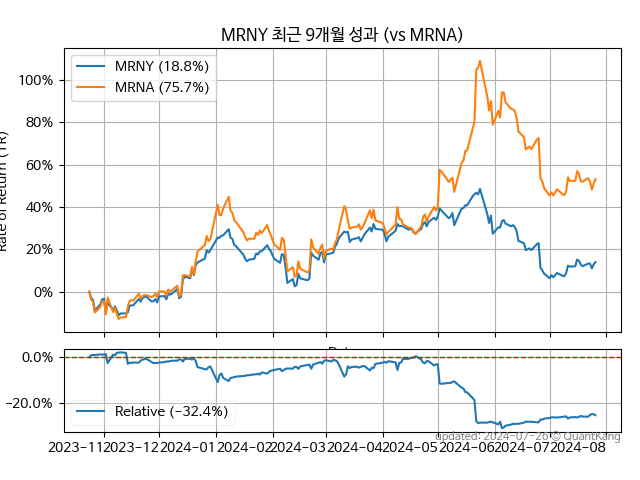 MRNY 최근 9개월 성과 (vs MRNA)
MRNY (18.8%)
MRNA (75.7%)
100%
80%
60%
40%
20%
0%
Rate of Return (TR)
0.0%
-20.0%
Relative (-32.4%)
updated: 2024-07-26 © QuantKang
2023-11 2023-12 2024-01 2024-02 2024-03 2024-04 2024-05 2024-06 2024-07 2024-08